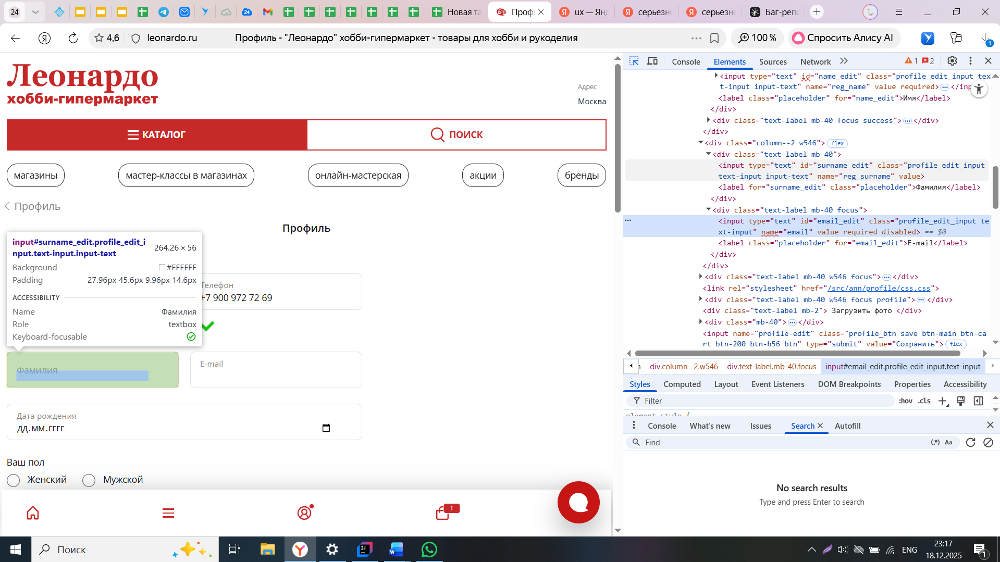 24
Новая та
Проф
ux — Янд
серьезно
серьезно
Баг-репо
4,6
leonardo.ru
Профиль - "Леонардо" хобби-гипермаркет - товары для хобби и рукоделия
100 %
Спросить Алису AI
1
Леонардо
хобби-гипермаркет
Адрес
Москва
КАТАЛОГ
ПОИСК
магазины
мастер-классы в магазинах
онлайн-мастерская
акции
бренды
Профиль
Профиль
input#surname_edit.profile_edit_i
nput.text-input.input-text
264.26 × 56
Background
#FFFFFF
Padding
27.96px 45.6px 9.96px 14.6px
ACCESSIBILITY
Name
Фамилия
Role
textbox
Keyboard-focusable
Телефон
+7 900 972 72 69
Фамилия
E-mail
Дата рождения
ДД.ММ.ГГГГ
Ваш пол
Женский
Мужской
1
Console
Elements
Sources
Network
1
2
<input type="text" id="name_edit" class="profile_edit_input tex
t-input input-text" name="reg_name" value required>…</inp
<label class="placeholder" for="name_edit">Имя</label>
</div>
<div class="text-label mb-40 focus success">…</div>
</div>
<div class="column--2 w546"> flex
<div class="text-label mb-40">
<input type="text" id="surname_edit" class="profile_edit_input
text-input input-text" name="reg_surname" value>
<label for="surname_edit" class="placeholder">Фамилия</label>
</div>
<div class="text-label mb-40 focus">
<input type="text" id="email_edit" class="profile_edit_input te
xt-input" name="email" value required disabled> == $0
<label class="placeholder" for="email_edit">E-mail</label>
</div>
</div>
<div class="text-label mb-40 w546 focus">…</div>
<link rel="stylesheet" href="/src/ann/profile/css.css">
<div class="text-label mb-40 w546 focus profile">…</div>
<div class="text-label mb-2"> Загрузить фото </div>
<div class="mb-40">…</div>
<input name="profile-edit" class="profile_btn save btn-main btn-ca
rt btn-200 btn-h56 btn" type="submit" value="Сохранить"> flex
div.column--2.w546
div.text-label.mb-40.focus
input#email_edit.profile_edit_input.text-input
Styles
Computed
Layout
Event Listeners
DOM Breakpoints
Properties
Accessibility
Filter
:hov
.cls
Console
What's new
Issues
Search
Autofill
Find
(.*)
Aa
No search results
Type and press Enter to search
Поиск
ENG
23:17
18.12.2025
1